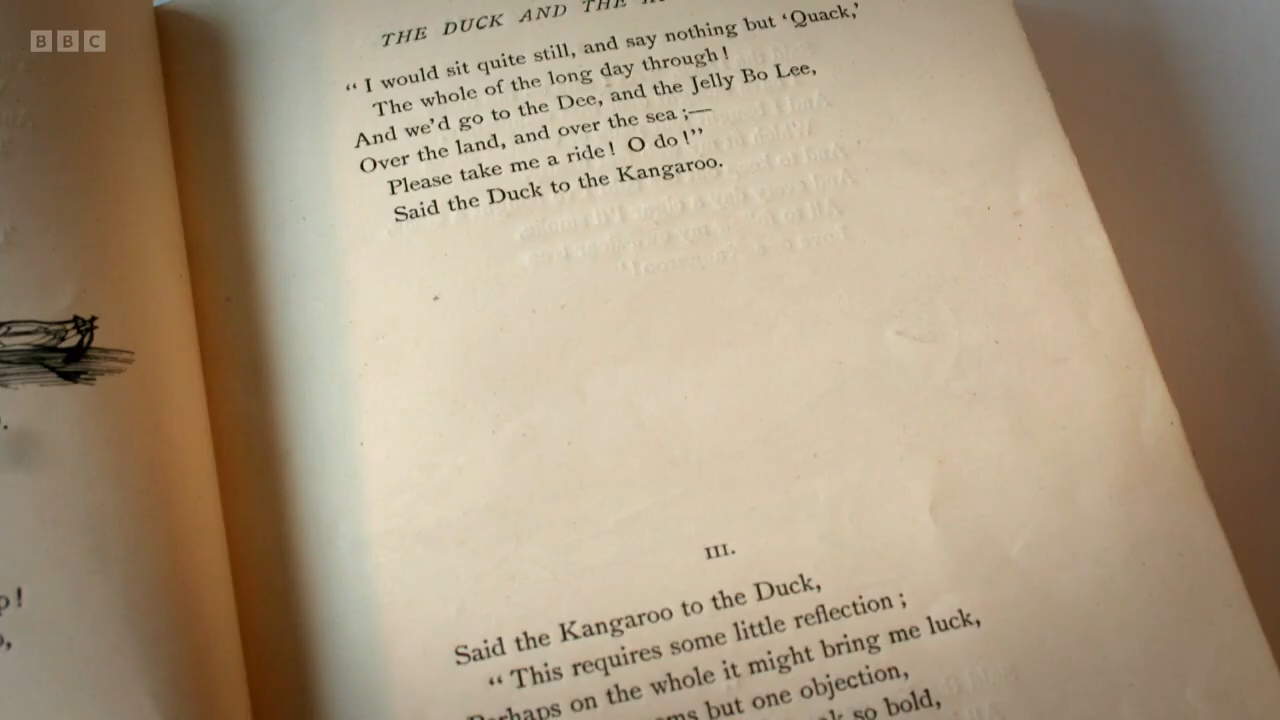 BBC
THE DUCK AND THE
“ I would sit quite still, and say nothing but ‘Quack,’
The whole of the long day through !
And we’d go to the Dee, and the Jelly Bo Lee,
Over the land, and over the sea ;—
Please take me a ride ! O do !”
Said the Duck to the Kangaroo.
III.
Said the Kangaroo to the Duck,
“ This requires some little reflection ;
Perhaps on the whole it might bring me luck,
but one objection,
so bold,